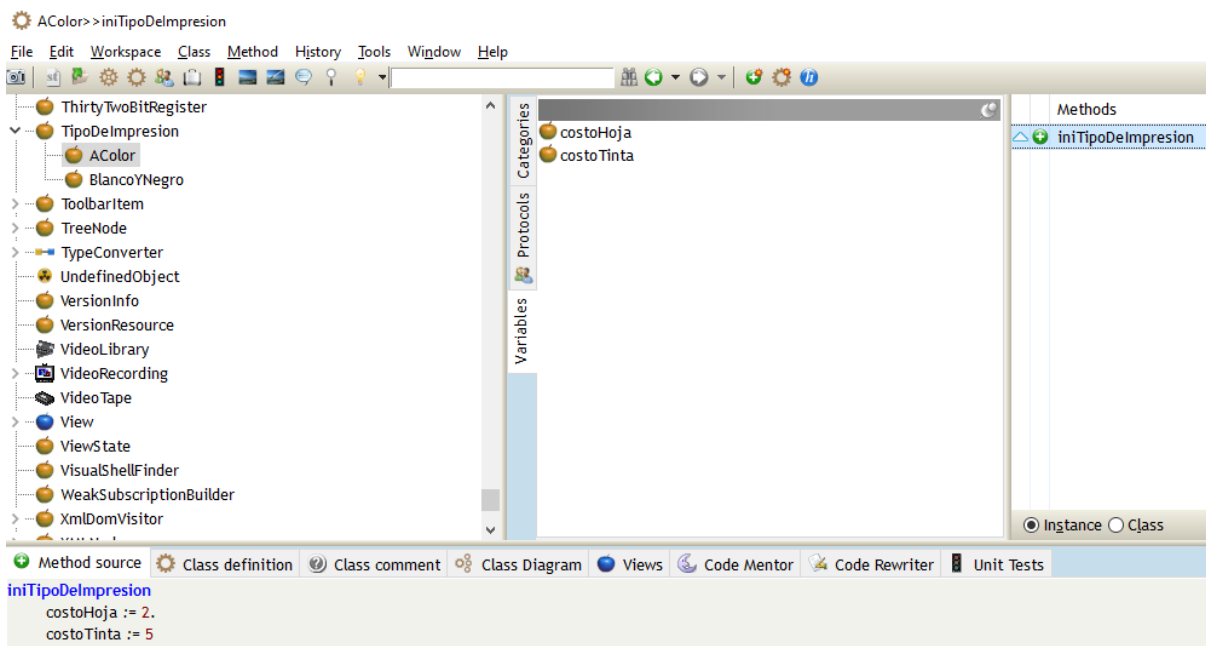 AColor>>iniTipoDeImpresion
File Edit Workspace Class Method History Tools Window Help
ThirtyTwoBitRegister
TipoDeImpresion
AColor
BlancoYNegro
ToolbarItem
TreeNode
TypeConverter
UndefinedObject
VersionInfo
VersionResource
VideoLibrary
VideoRecording
VideoTape
View
ViewState
VisualShellFinder
WeakSubscriptionBuilder
XmlDomVisitor
Categories
Protocols
Variables
costoHoja
costoTinta
Methods
iniTipoDeImpresion
Instance Class
Method source Class definition Class comment Class Diagram Views Code Mentor Code Rewriter Unit Tests
iniTipoDeImpresion
costoHoja := 2.
costoTinta := 5